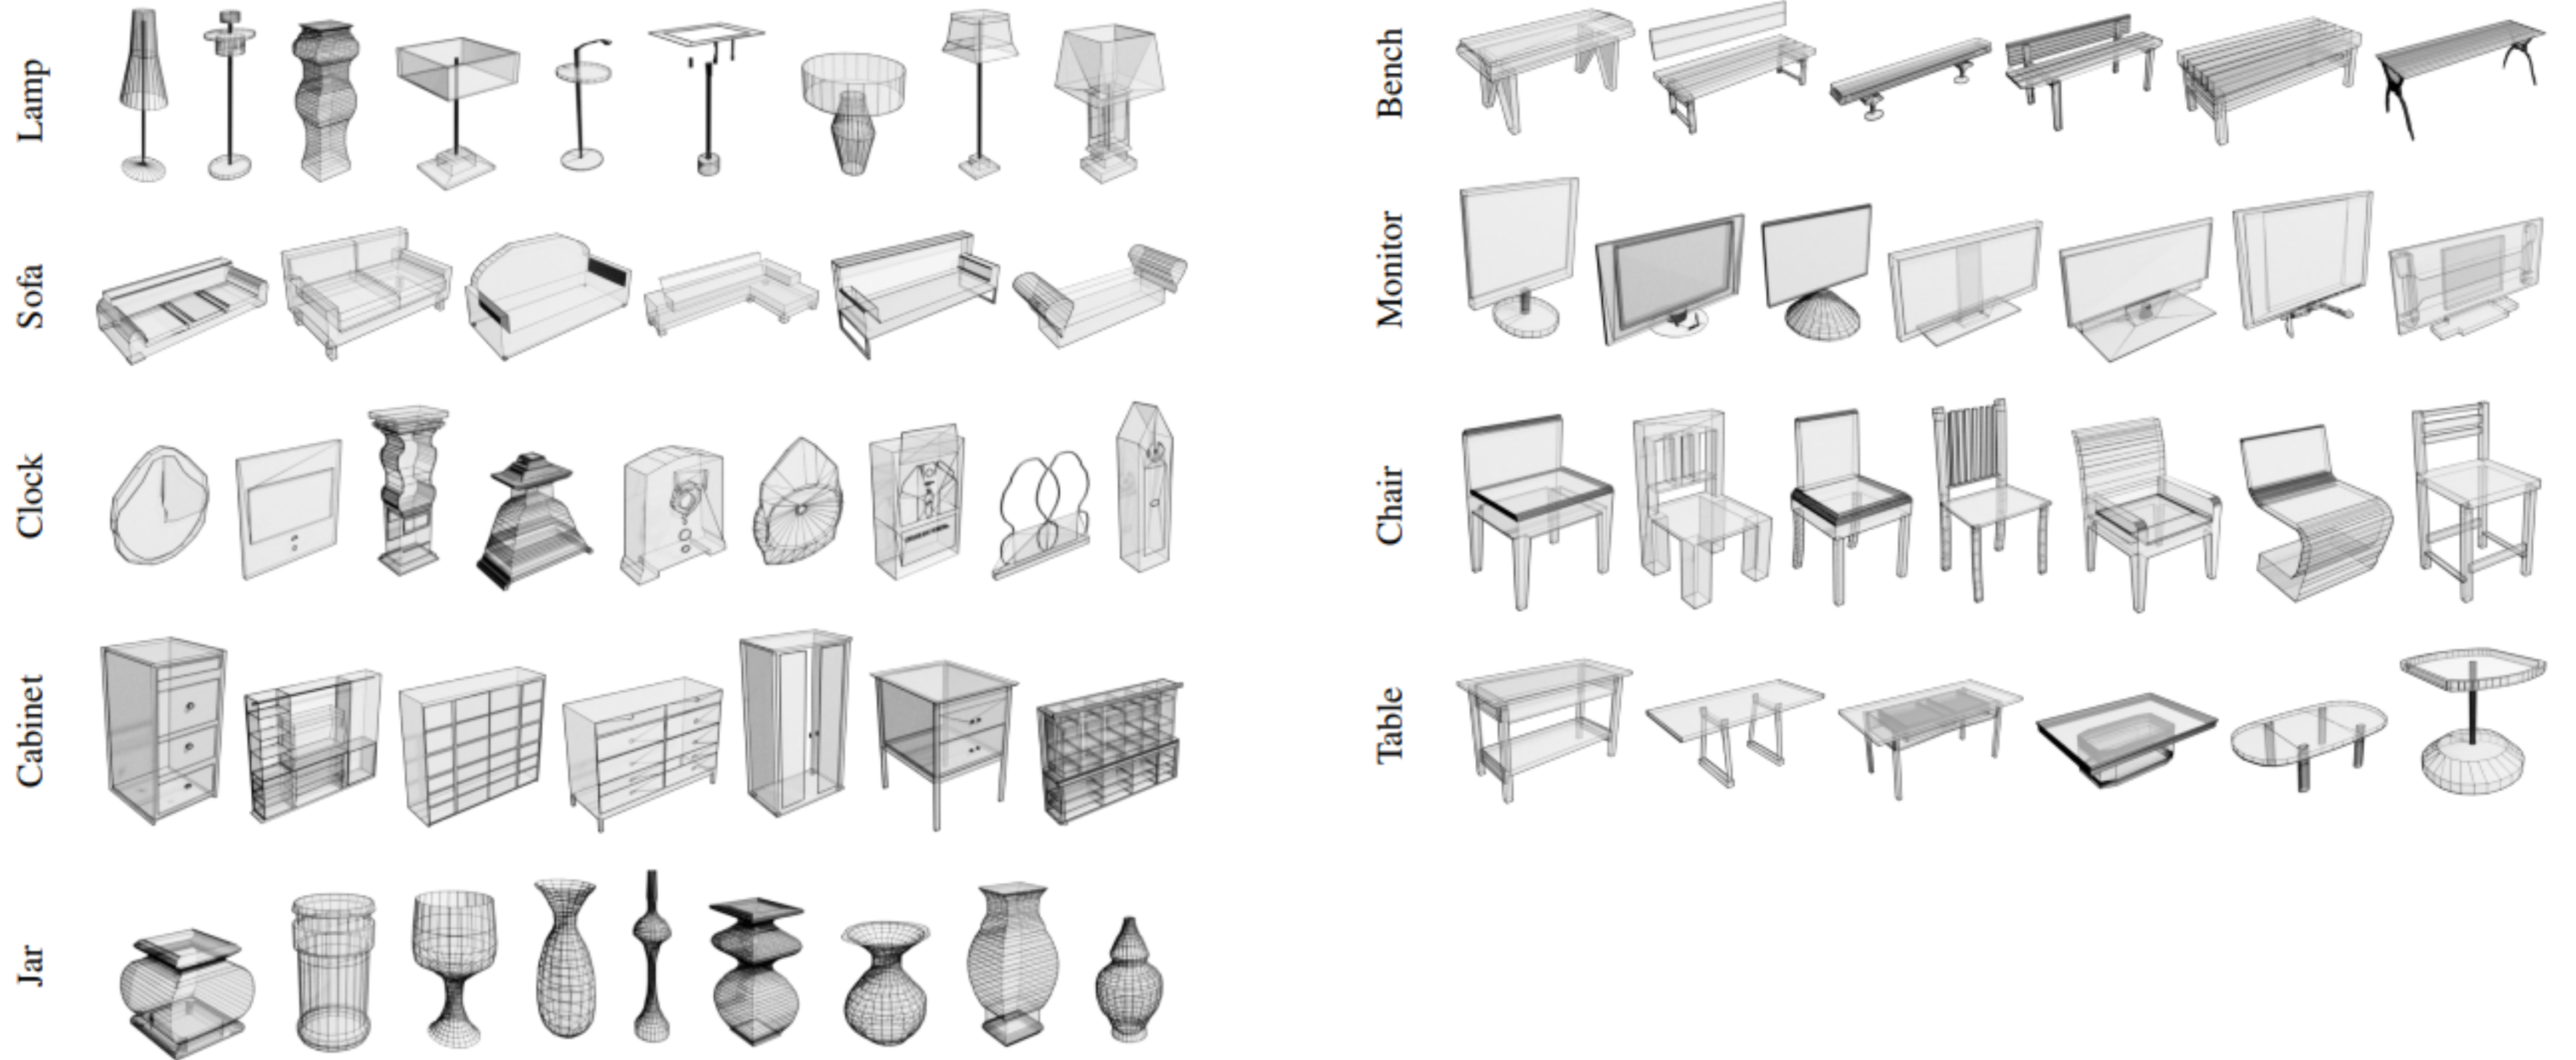 Lamp
Sofa
Clock
Cabinet
Jar
Bench
Monitor
Chair
Table